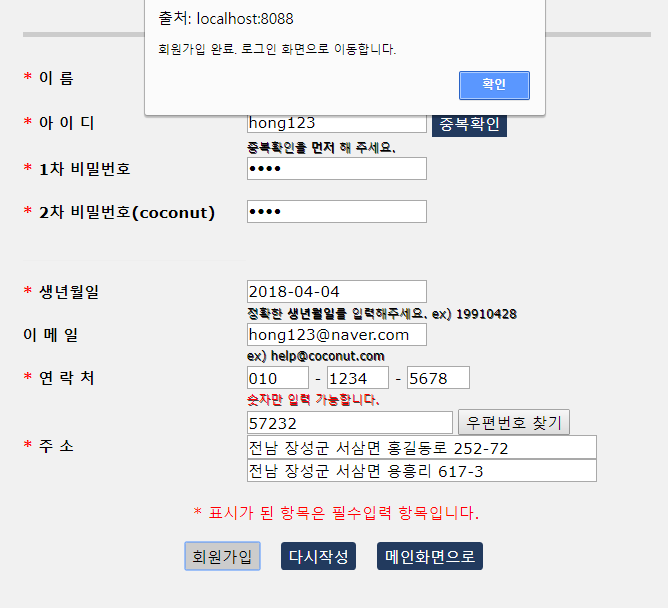 출처: localhost:8088
회원가입 완료. 로그인 화면으로 이동합니다.
확인
* 이 름
* 아 이 디 hong123 중복확인
중복확인을 먼저 해 주세요.
* 1차 비밀번호 ••••
* 2차 비밀번호(coconut) ••••
* 생년월일 2018-04-04
정확한 생년월일를 입력해주세요. ex) 19910428
이 메 일 hong123@naver.com
ex) help@coconut.com
* 연 락 처 010 - 1234 - 5678
숫자만 입력 가능합니다.
57232 우편번호 찾기
* 주 소 전남 장성군 서삼면 홍길동로 252-72
전남 장성군 서삼면 용흥리 617-3
* 표시가 된 항목은 필수입력 항목입니다.
회원가입 다시작성 메인화면으로